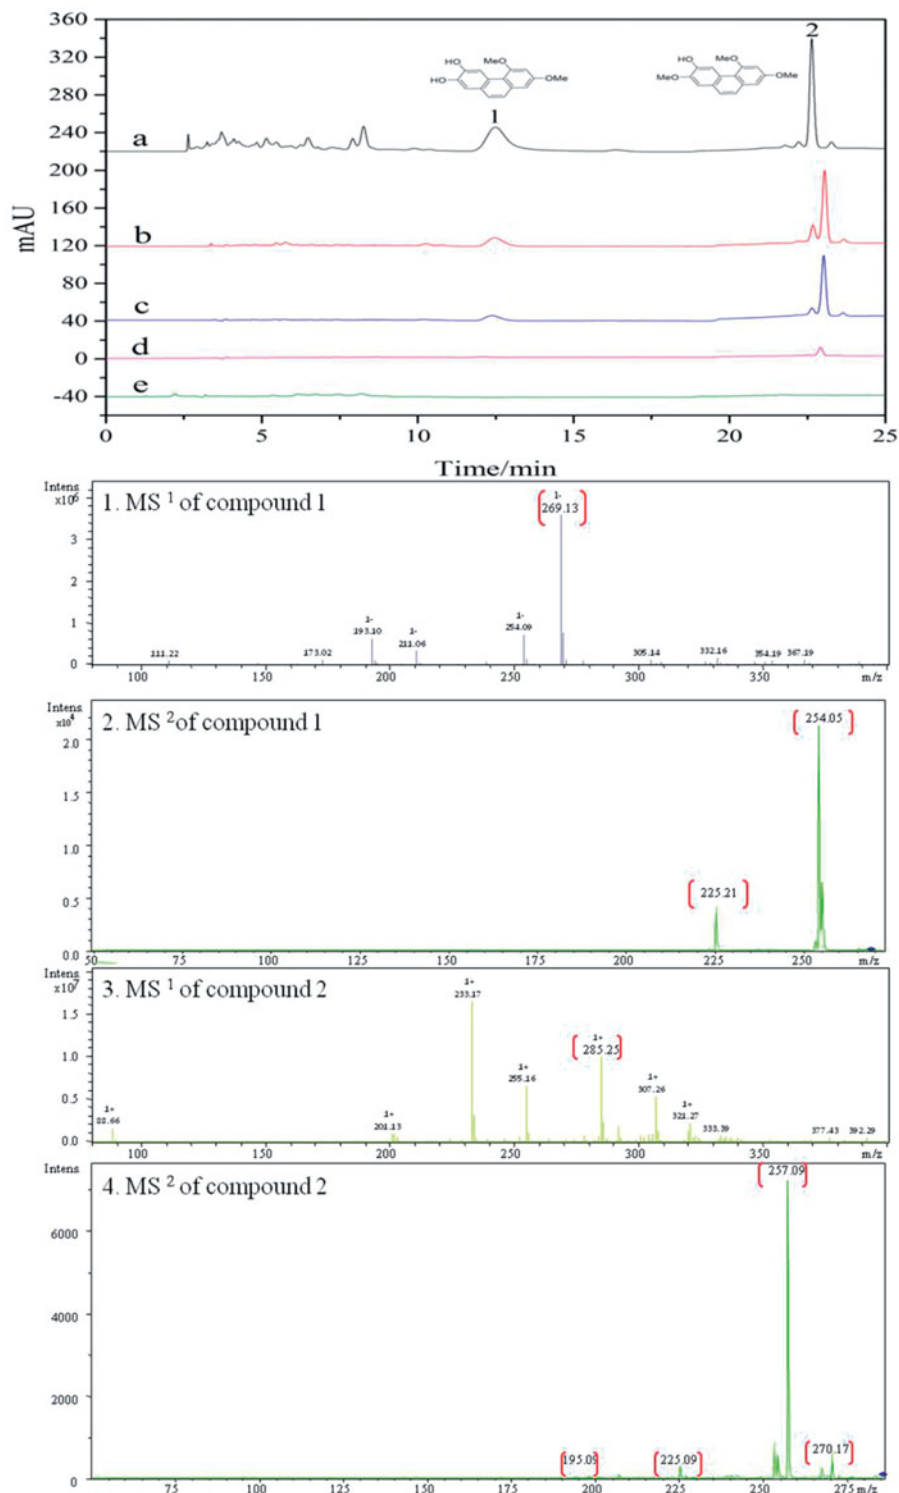 360
320
280
240
200
160
120
80
40
0
-40
mAU
HO
HO
MeO
OMe
1
HO
MeO
MeO
OMe
2
a
b
c
d
e
0 5 10 15 20 25
Time/min
Intens
x10⁶
1. MS ¹ of compound 1
3
2
1
0
111.22
173.02
1-
193.10
1-
211.06
1-
254.09
1-
269.13
305.14
332.16
354.19
367.19
100 150 200 250 300 350 m/z
Intens
x10⁴
2. MS ² of compound 1
2.0
1.5
1.0
0.5
0.0
225.21
254.05
50 75 100 125 150 175 200 225 250 m/z
Intens
x10⁷
3. MS ¹ of compound 2
1.5
1.0
0.5
0.0
1+
88.66
1+
201.13
1+
233.17
1+
255.16
1+
285.25
1+
307.26
1+
321.27
333.39
377.43
392.29
100 150 200 250 300 350 m/z
Intens
4. MS ² of compound 2
6000
4000
2000
0
195.09
225.09
257.09
270.17
75 100 125 150 175 200 225 250 275 m/z